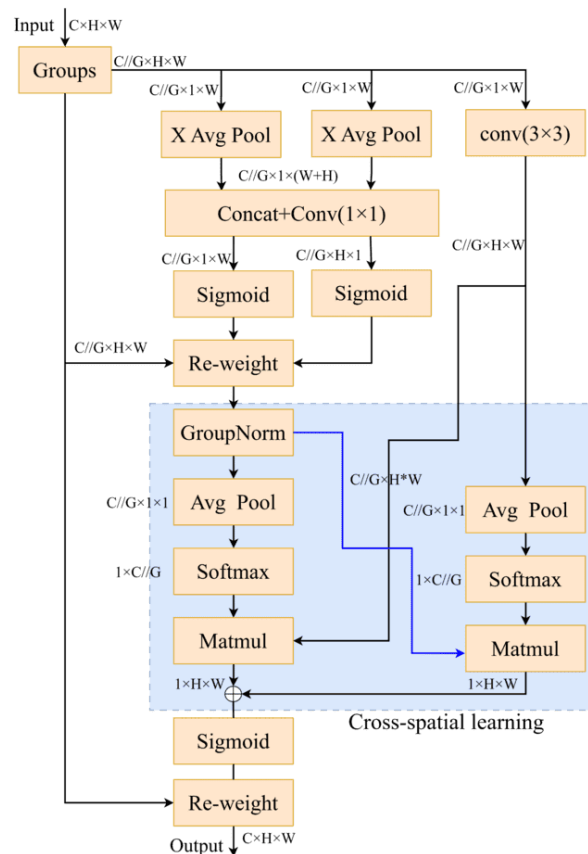 Input
C×H×W
Groups
C//G×H×W
C//G×1×W
C//G×1×W
C//G×1×W
X Avg Pool
X Avg Pool
conv(3×3)
C//G×1×(W+H)
Concat+Conv(1×1)
C//G×1×W
C//G×H×1
C//G×H×W
Sigmoid
Sigmoid
C//G×H×W
Re-weight
GroupNorm
C//G×H*W
C//G×1×1
Avg Pool
C//G×1×1
Avg Pool
1×C//G
Softmax
1×C//G
Softmax
Matmul
Matmul
1×H×W
1×H×W
Cross-spatial learning
Sigmoid
Re-weight
Output
C×H×W